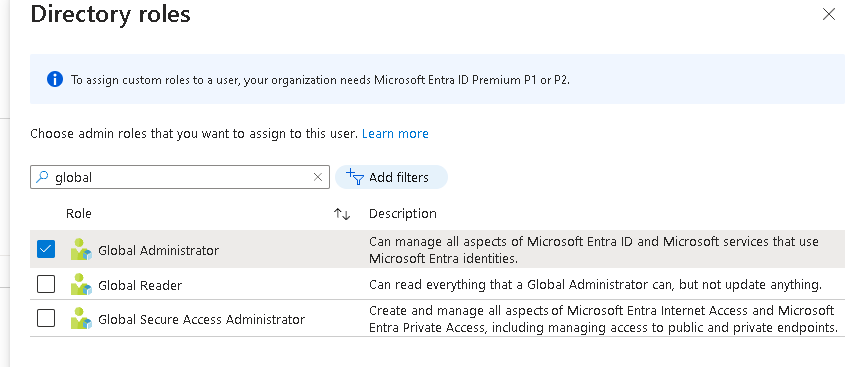 Directory roles
To assign custom roles to a user, your organization needs Microsoft Entra ID Premium P1 or P2.
Choose admin roles that you want to assign to this user. Learn more
global
Add filters
Role
Description
Global Administrator
Can manage all aspects of Microsoft Entra ID and Microsoft services that use
Microsoft Entra identities.
Global Reader
Can read everything that a Global Administrator can, but not update anything.
Global Secure Access Administrator
Create and manage all aspects of Microsoft Entra Internet Access and Microsoft
Entra Private Access, including managing access to public and private endpoints.